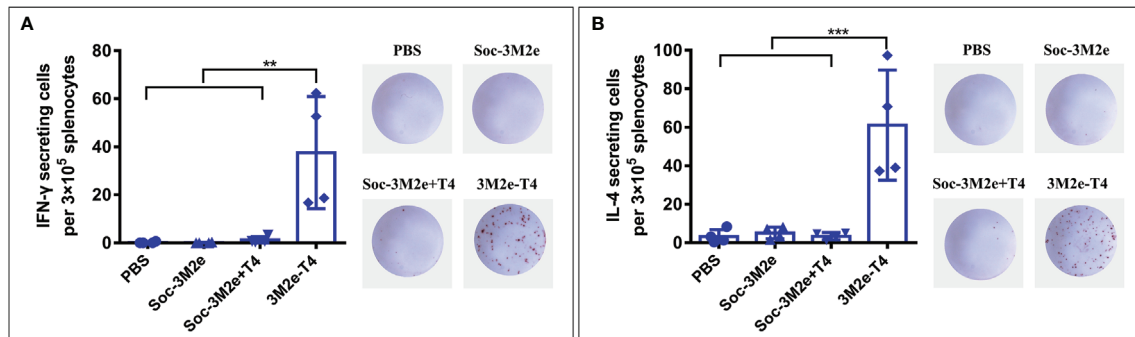 A
IFN-γ secreting cells
per 3×10⁵ splenocytes
80
60
40
20
0
**
PBS
Soc-3M2e
Soc-3M2e+T4
3M2e-T4
PBS
Soc-3M2e
Soc-3M2e+T4
3M2e-T4
B
IL-4 secreting cells
per 3×10⁵ splenocytes
100
80
60
40
20
0
***
PBS
Soc-3M2e
Soc-3M2e+T4
3M2e-T4
PBS
Soc-3M2e
Soc-3M2e+T4
3M2e-T4